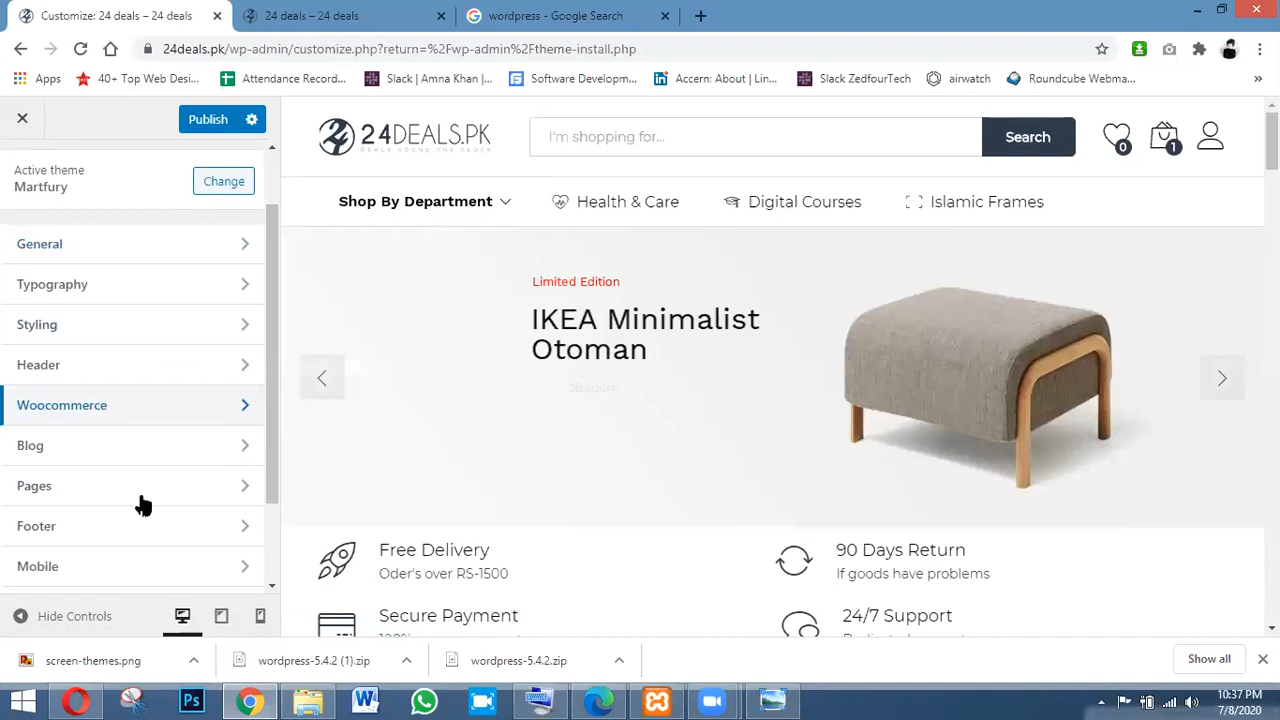 Customize: 24 deals – 24 deals
24 deals – 24 deals
wordpress - Google Search
24deals.pk/wp-admin/customize.php?return=%2Fwp-admin%2Ftheme-install.php
Apps
40+ Top Web Desi...
Attendance Record...
Slack | Amna Khan |...
Software Developm...
Accern: About | Lin...
Slack ZedfourTech
airwatch
Roundcube Webma...
»
Publish
Active theme
Martfury
Change
General
Typography
Styling
Header
Woocommerce
Blog
Pages
Footer
Mobile
Hide Controls
24DEALS.PK
DEALS AROUND THE CLOCK
I'm shopping for...
Search
0
1
Shop By Department
Health & Care
Digital Courses
Islamic Frames
Limited Edition
IKEA Minimalist
Otoman
Discount
Free Delivery
Oder's over RS-1500
90 Days Return
If goods have problems
Secure Payment
24/7 Support
screen-themes.png
wordpress-5.4.2 (1).zip
wordpress-5.4.2.zip
Show all
10:37 PM
7/8/2020